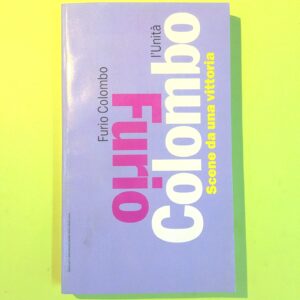 Furio Colombo
l'Unità
Furio
Colombo
Scene da una vittoria